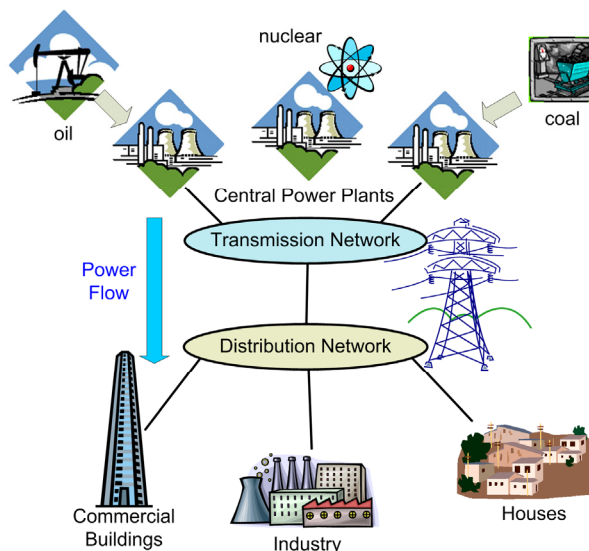 nuclear
oil
coal
Central Power Plants
Transmission Network
Power
Flow
Distribution Network
Commercial
Buildings
Industry
Houses